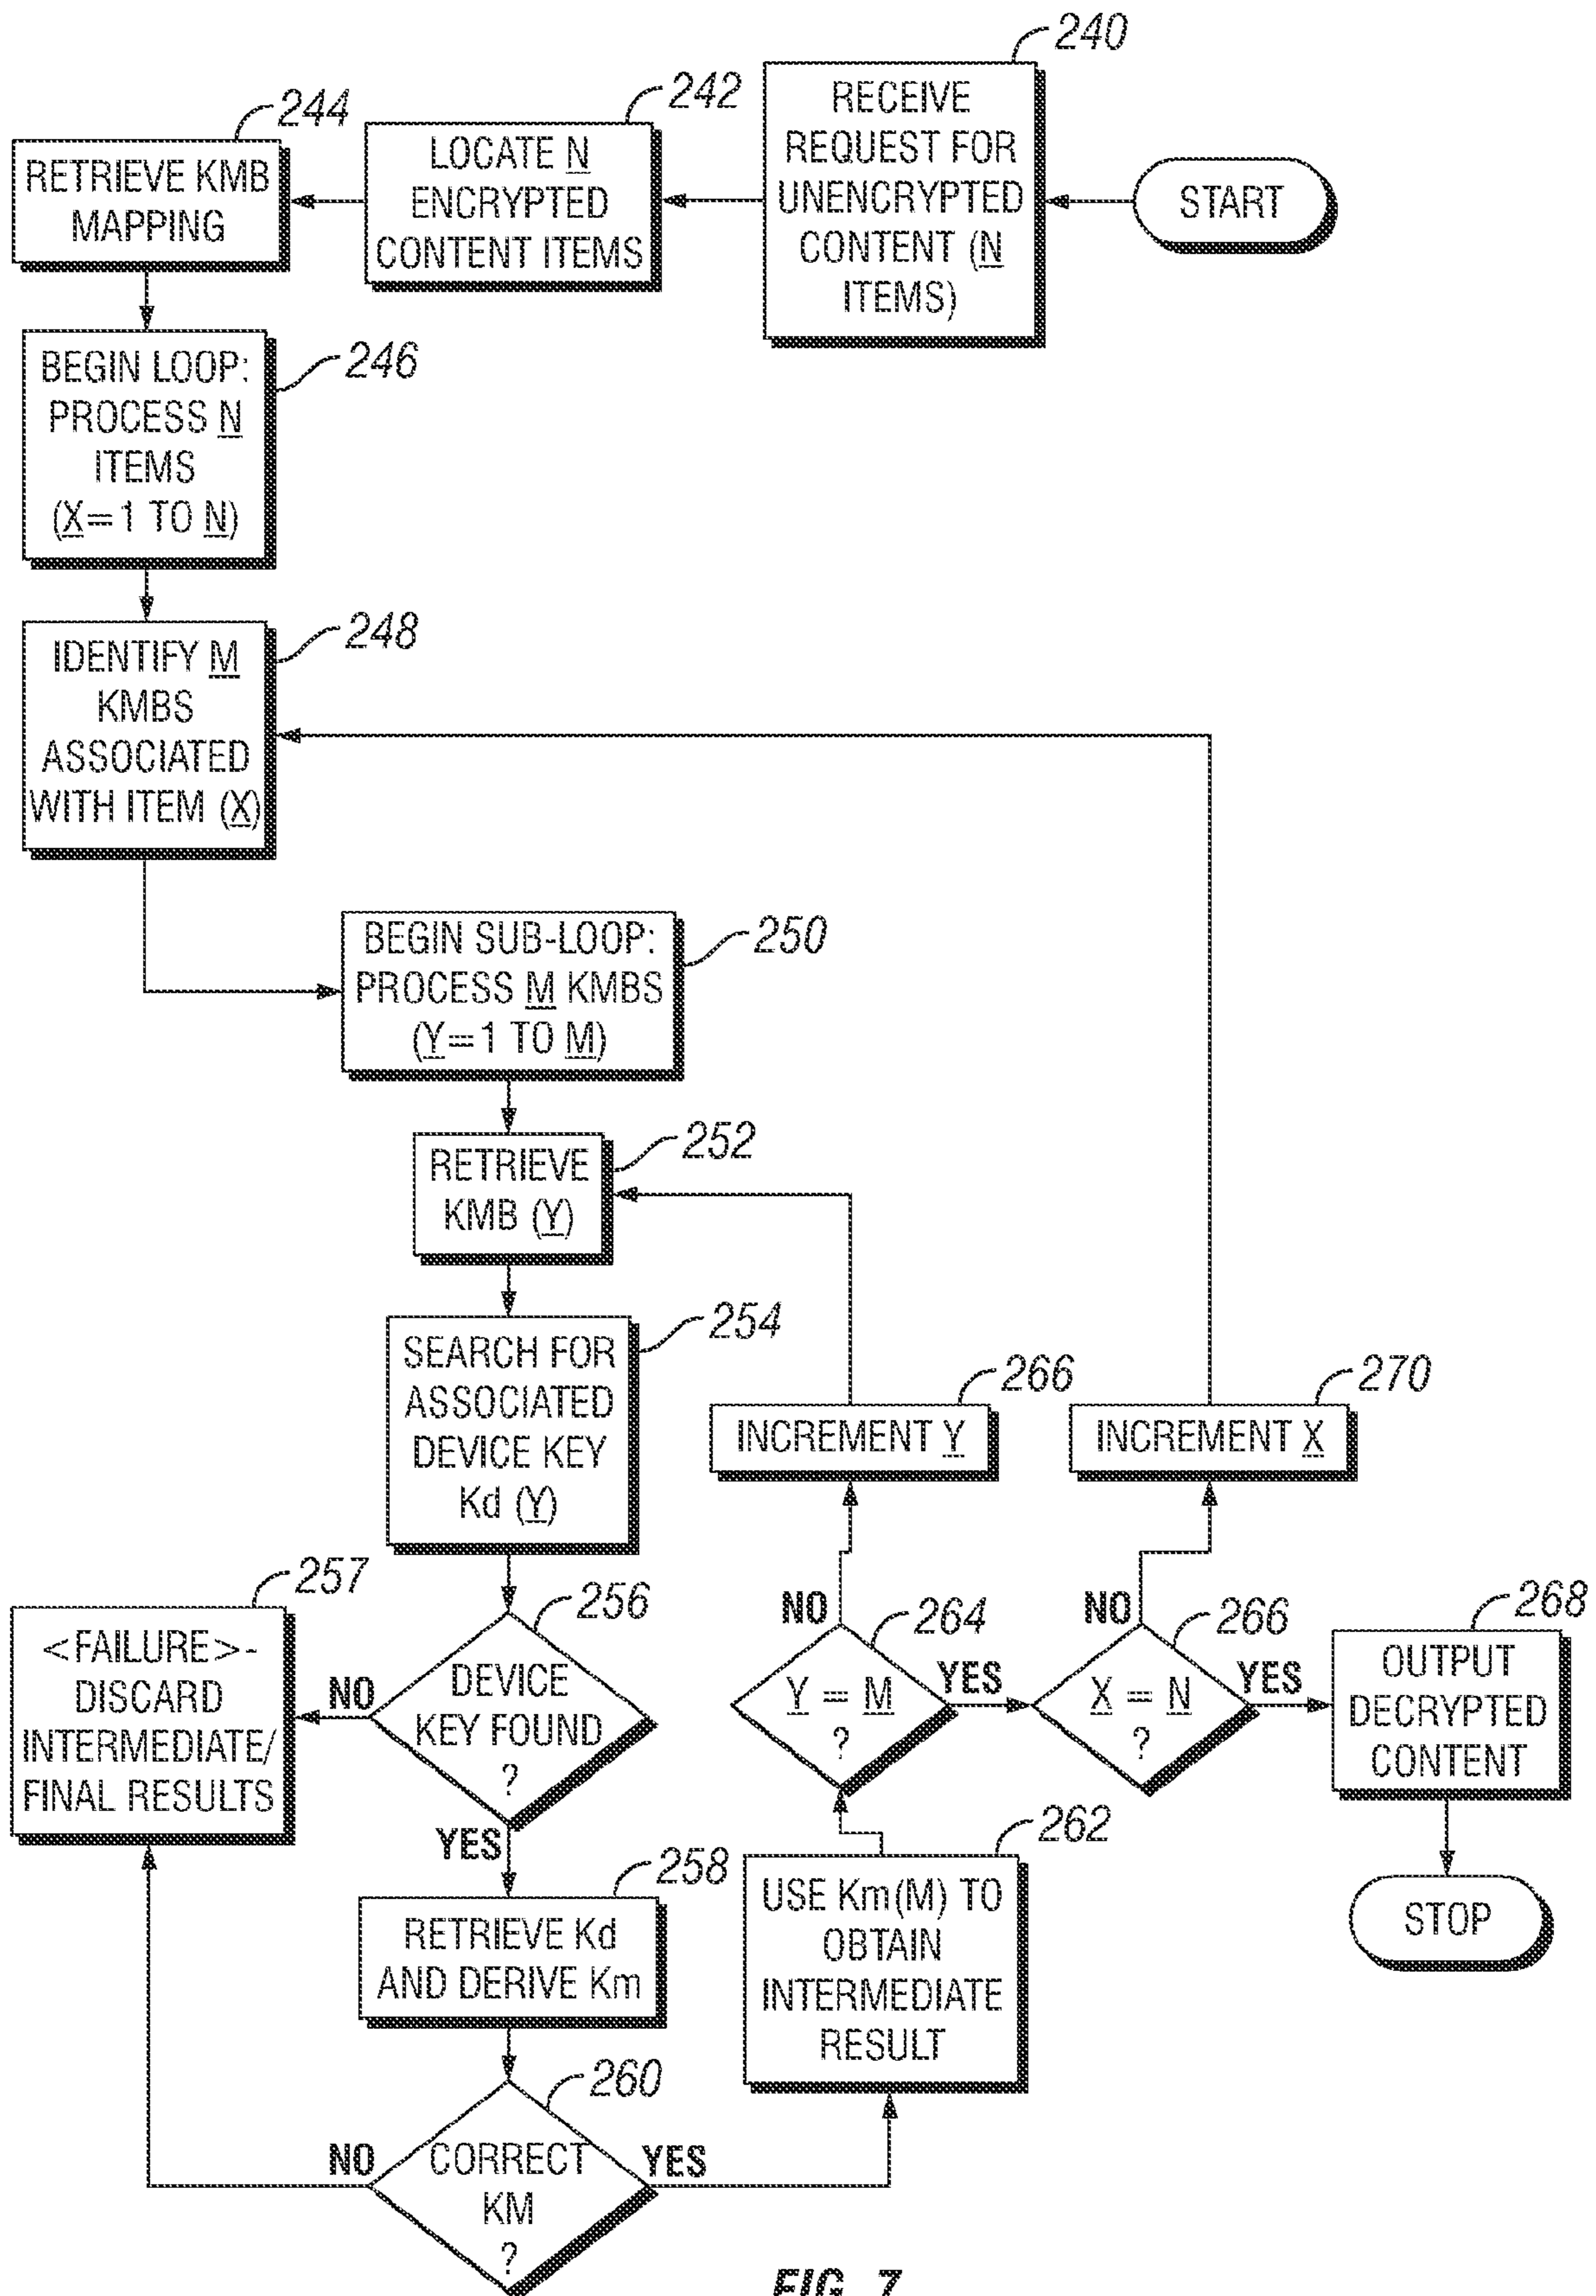 START
240
RECEIVE
REQUEST FOR
UNENCRYPTED
CONTENT (N
ITEMS)
242
LOCATE N
ENCRYPTED
CONTENT ITEMS
244
RETRIEVE KMB
MAPPING
246
BEGIN LOOP:
PROCESS N
ITEMS
(X=1 TO N)
248
IDENTIFY M
KMBS
ASSOCIATED
WITH ITEM (X)
250
BEGIN SUB-LOOP:
PROCESS M KMBS
(Y=1 TO M)
252
RETRIEVE
KMB (Y)
254
SEARCH FOR
ASSOCIATED
DEVICE KEY
Kd (Y)
256
DEVICE
KEY FOUND
?
NO
YES
257
<FAILURE>-
DISCARD
INTERMEDIATE/
FINAL RESULTS
258
RETRIEVE Kd
AND DERIVE Km
260
CORRECT
KM
?
NO
YES
262
USE Km(M) TO
OBTAIN
INTERMEDIATE
RESULT
264
Y = M
?
NO
YES
266
INCREMENT Y
266
X = N
?
NO
YES
270
INCREMENT X
268
OUTPUT
DECRYPTED
CONTENT
STOP
FIG. 7